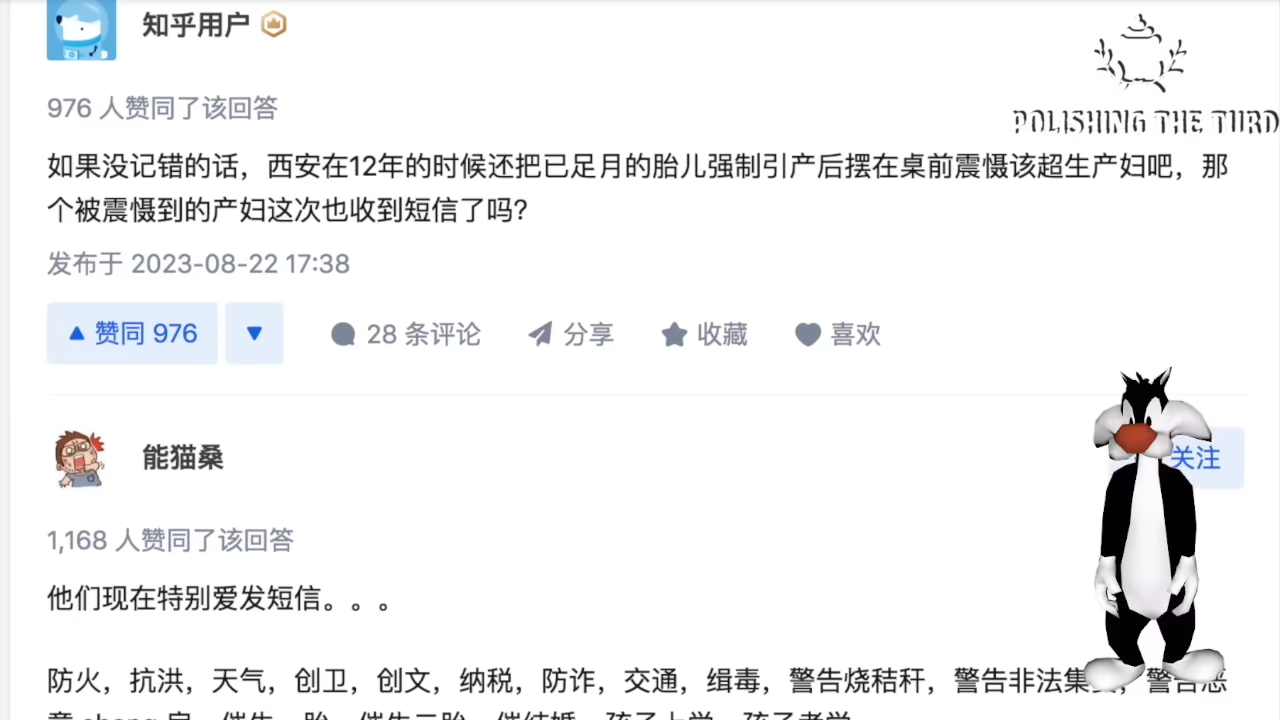 知乎用户
POLISHING THE TURD
976 人赞同了该回答
如果没记错的话，西安在12年的时候还把已足月的胎儿强制引产后摆在桌前震慑该超生产妇吧，那
个被震慑到的产妇这次也收到短信了吗？
发布于 2023-08-22 17:38
赞同 976
28 条评论
分享
收藏
喜欢
能猫桑
关注
1,168 人赞同了该回答
他们现在特别爱发短信。。。
防火，抗洪，天气，创卫，创文，纳税，防诈，交通，缉毒，警告烧秸秆，警告非法集，警告恶